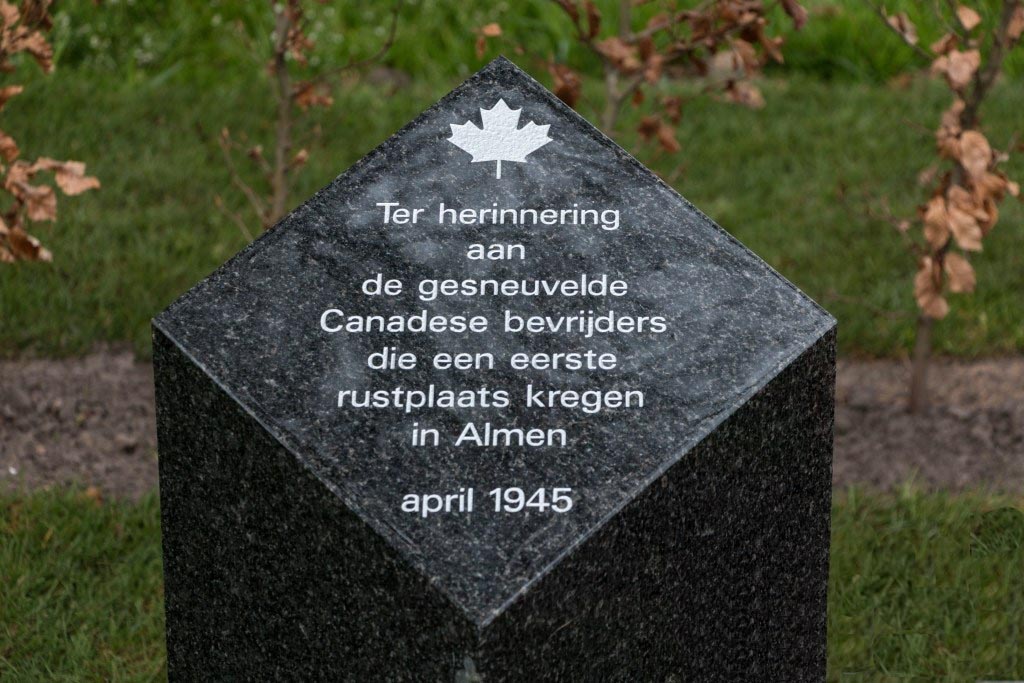 Ter herinnering
aan
de gesneuvelde
Canadese bevrijders
die een eerste
rustplaats kregen
in Almen
april 1945